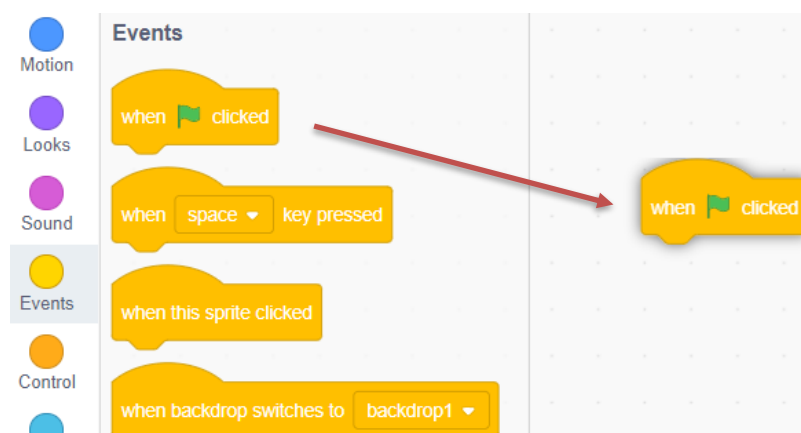 Events
Motion
when clicked
Looks
when space key pressed
when clicked
Sound
when this sprite clicked
Events
Control
when backdrop switches to backdrop1